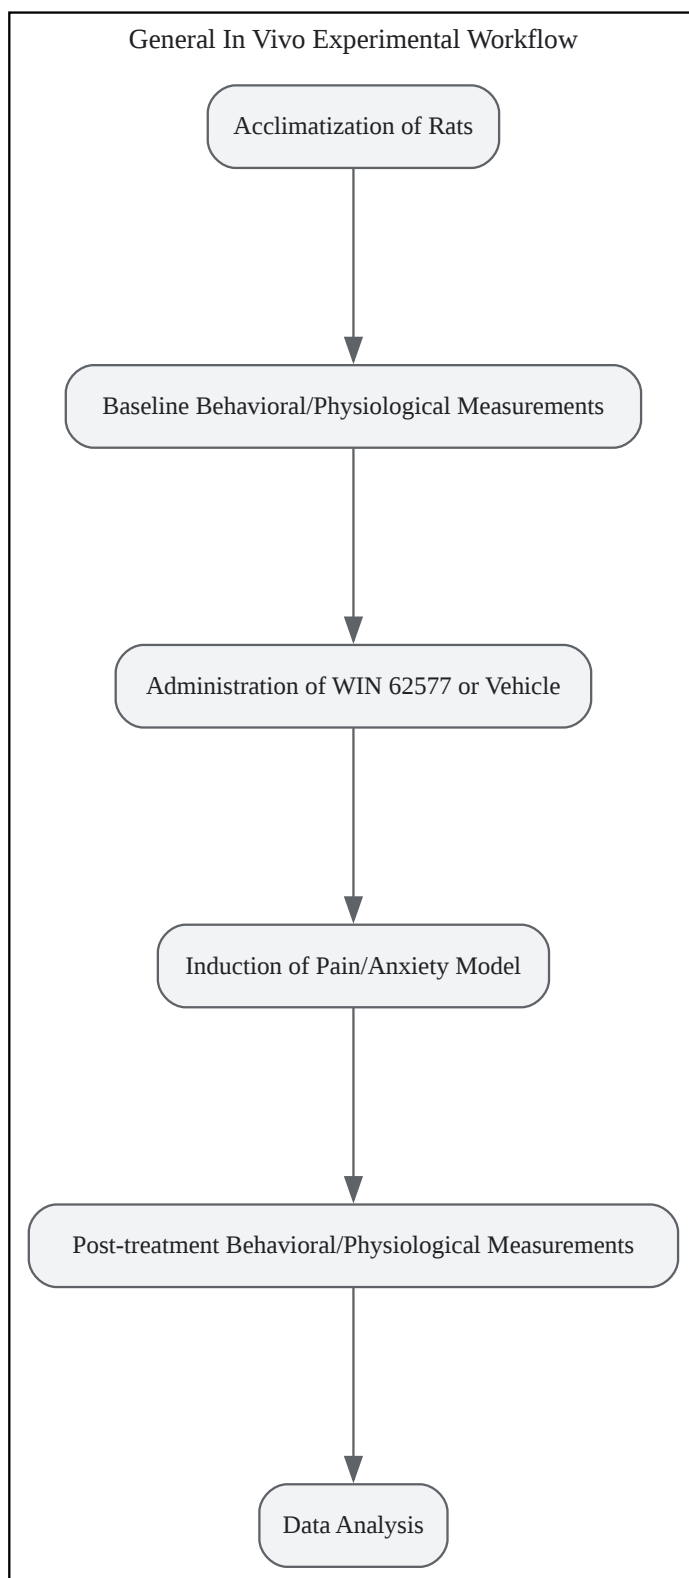 General In Vivo Experimental Workflow
Acclimatization of Rats
Baseline Behavioral/Physiological Measurements
Administration of WIN 62577 or Vehicle
Induction of Pain/Anxiety Model
Post-treatment Behavioral/Physiological Measurements
Data Analysis